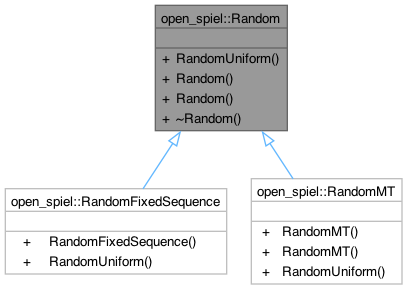 open_spiel::Random
+ RandomUniform()
+ Random()
+ Random()
+ ~Random()
open_spiel::RandomFixedSequence
+ RandomFixedSequence()
+ RandomUniform()
open_spiel::RandomMT
+ RandomMT()
+ RandomMT()
+ RandomUniform()